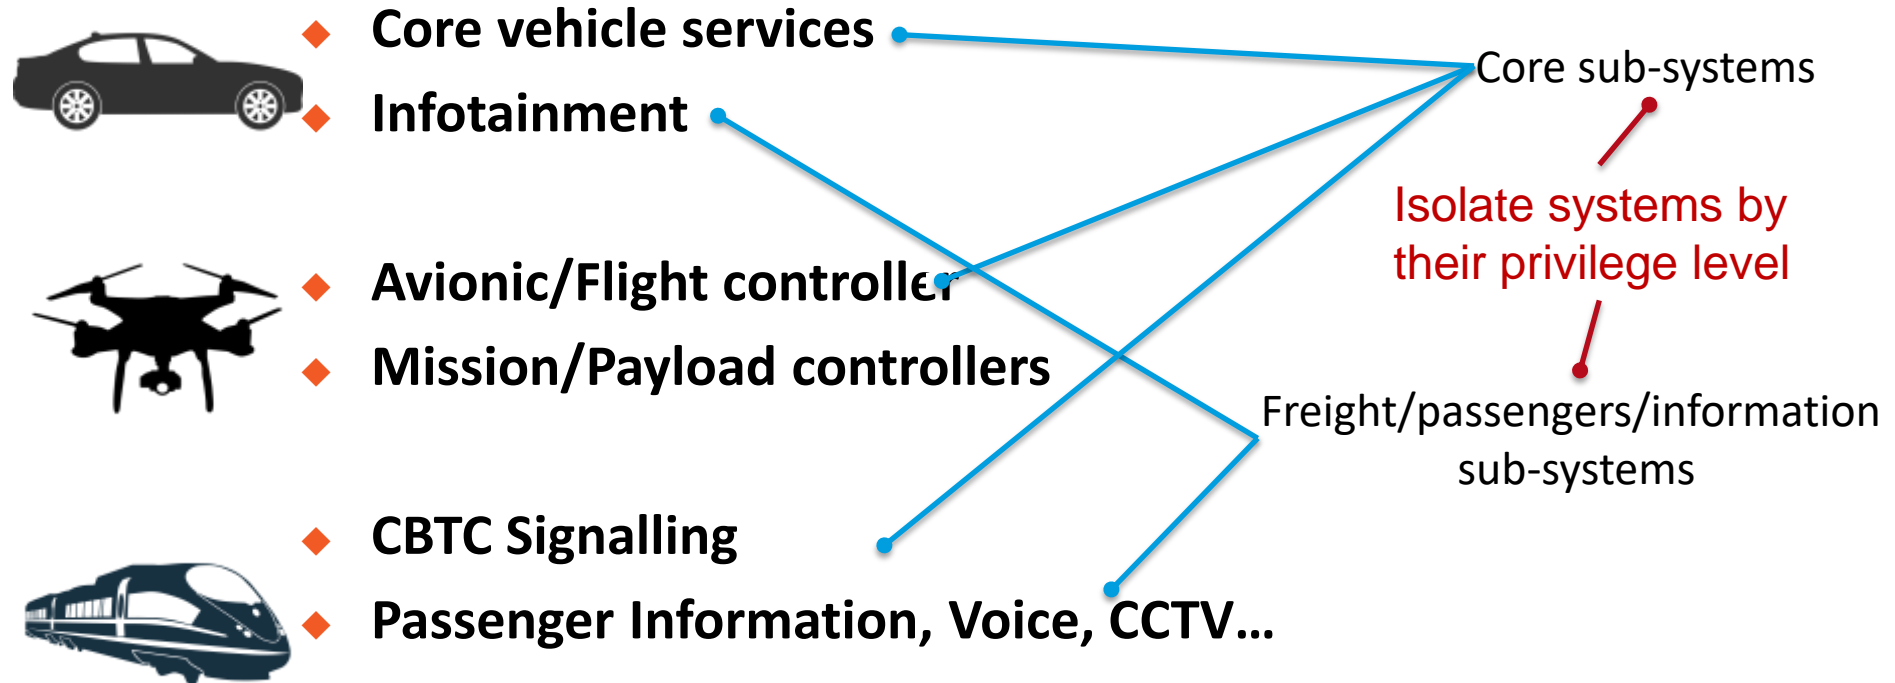 Core vehicle services
Infotainment
Avionic/Flight controller
Mission/Payload controllers
CBTC Signalling
Passenger Information, Voice, CCTV...
Core sub-systems
Isolate systems by
their privilege level
Freight/passengers/information
sub-systems